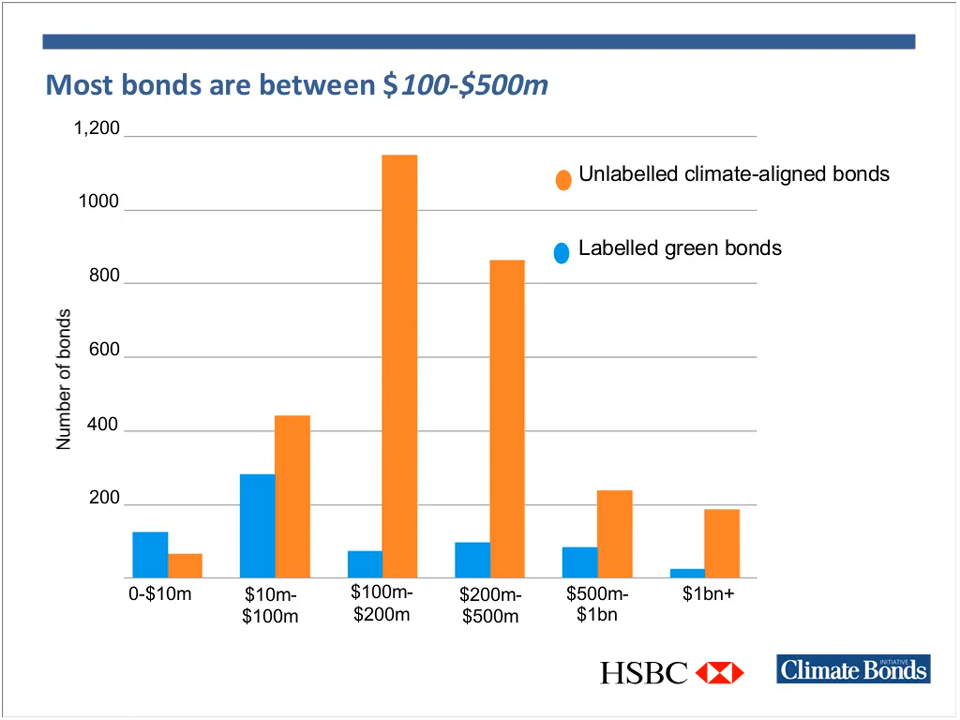 Most bonds are between $100-$500m
1,200
1000
800
600
400
200
Number of bonds
Unlabelled climate-aligned bonds
Labelled green bonds
0-$10m
$10m-
$100m
$100m-
$200m
$200m-
$500m
$500m-
$1bn
$1bn+
HSBC
Climate Bonds
INITIATIVE